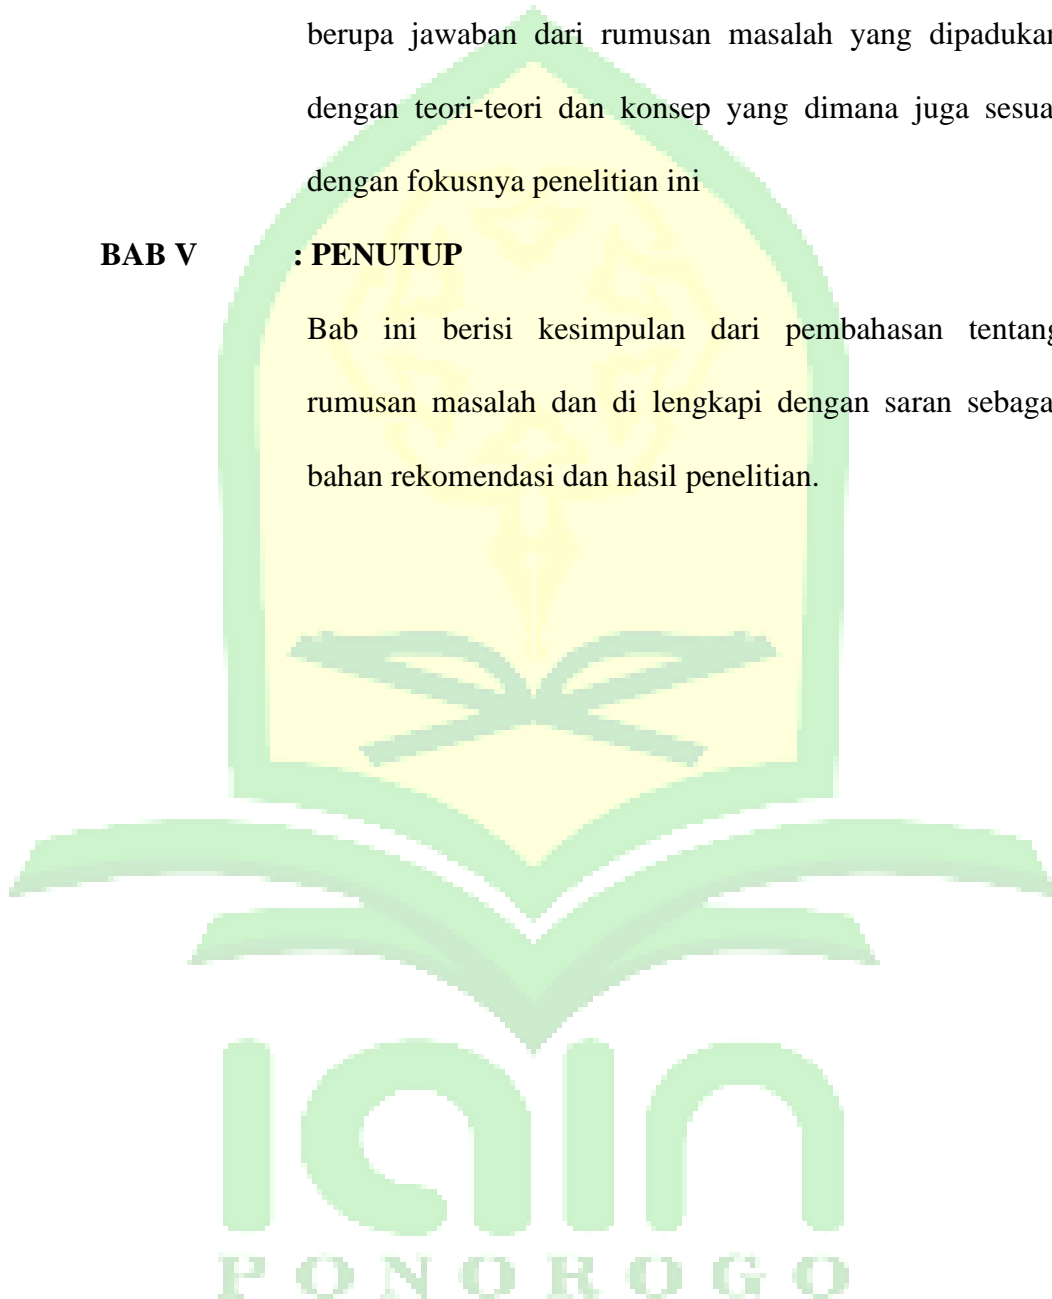 berupa jawaban dari rumusan masalah yang dipadukan
dengan teori-teori dan konsep yang dimana juga sesua
dengan fokusnya penelitian ini
BAB V : PENUTUP
Bab ini berisi kesimpulan dari pembahasan tentang
rumusan masalah dan di lengkapi dengan saran sebaga
bahan rekomendasi dan hasil penelitian.
iain
PONOROGO